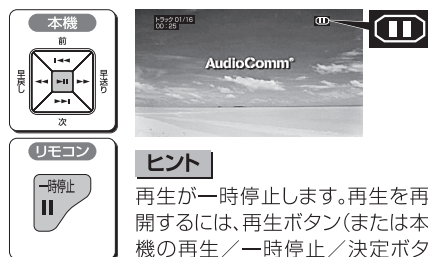 本機
前
早戻し
早送り
次
リモコン
一時停止
トラック 01/16
00:25
AudioComm®
ヒント
再生が一時停止します。再生を再
開するには、再生ボタン(または本
機の再生／一時停止／決定ボタ